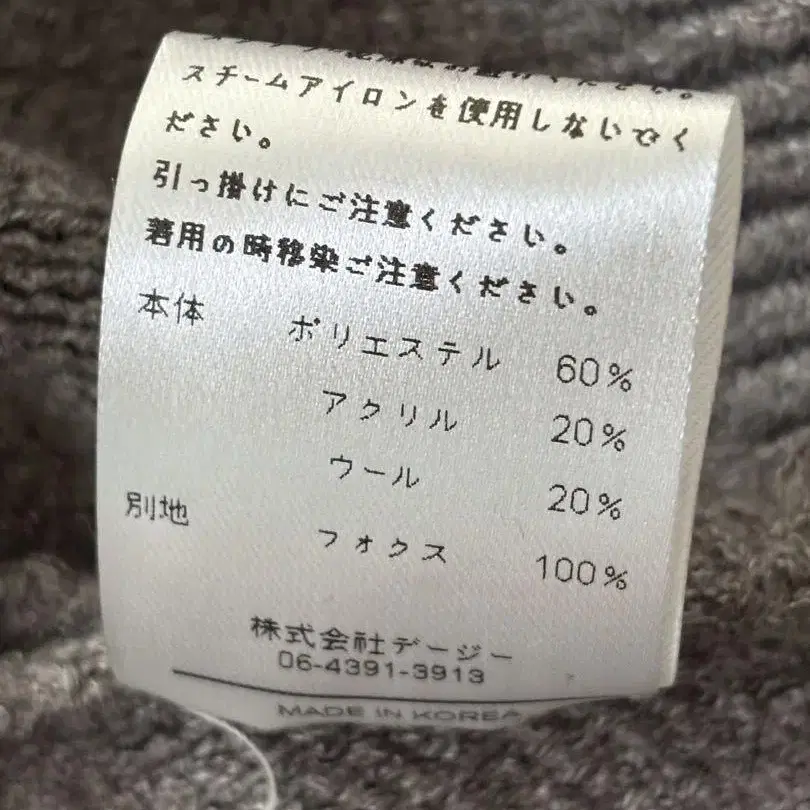 スチームアイロンを使用しないでく
ださい。
引っ掛けにご注意ください。
着用の時移染ご注意ください。
本体 ポリエステル 60%
アクリル 20%
ウール 20%
別地 フォクス 100%
株式会社デージー
06-4391-3913
MADE IN KOREA